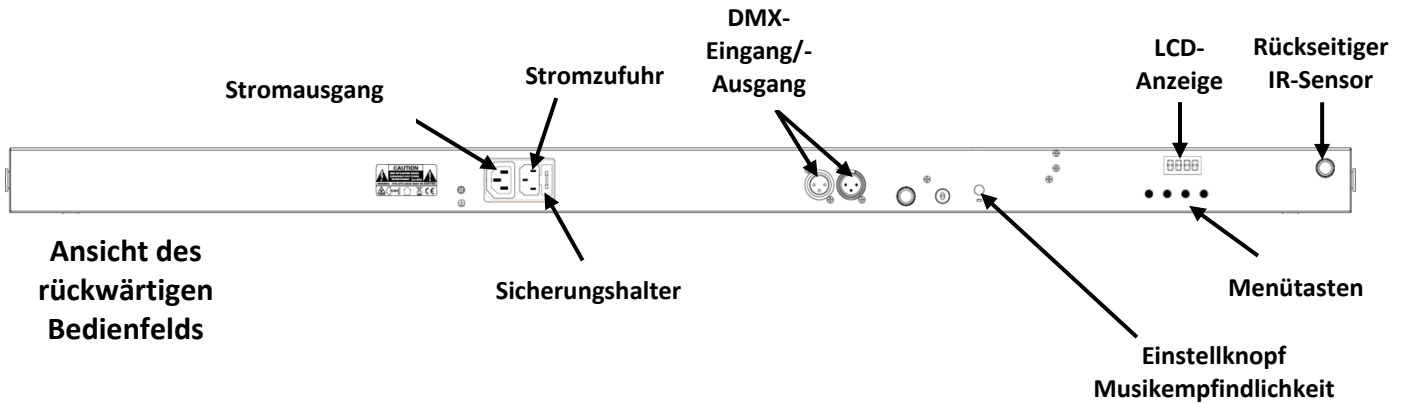 DMX-
Eingang/-
Ausgang
LCD-
Anzeige
Rückseitiger
IR-Sensor
Stromzufuhr
Stromausgang
CAUTION
Ansicht des
rückwärtigen
Bedienfelds
Sicherungshalter
Menütasten
Einstellknopf
Musikempfindlichkeit